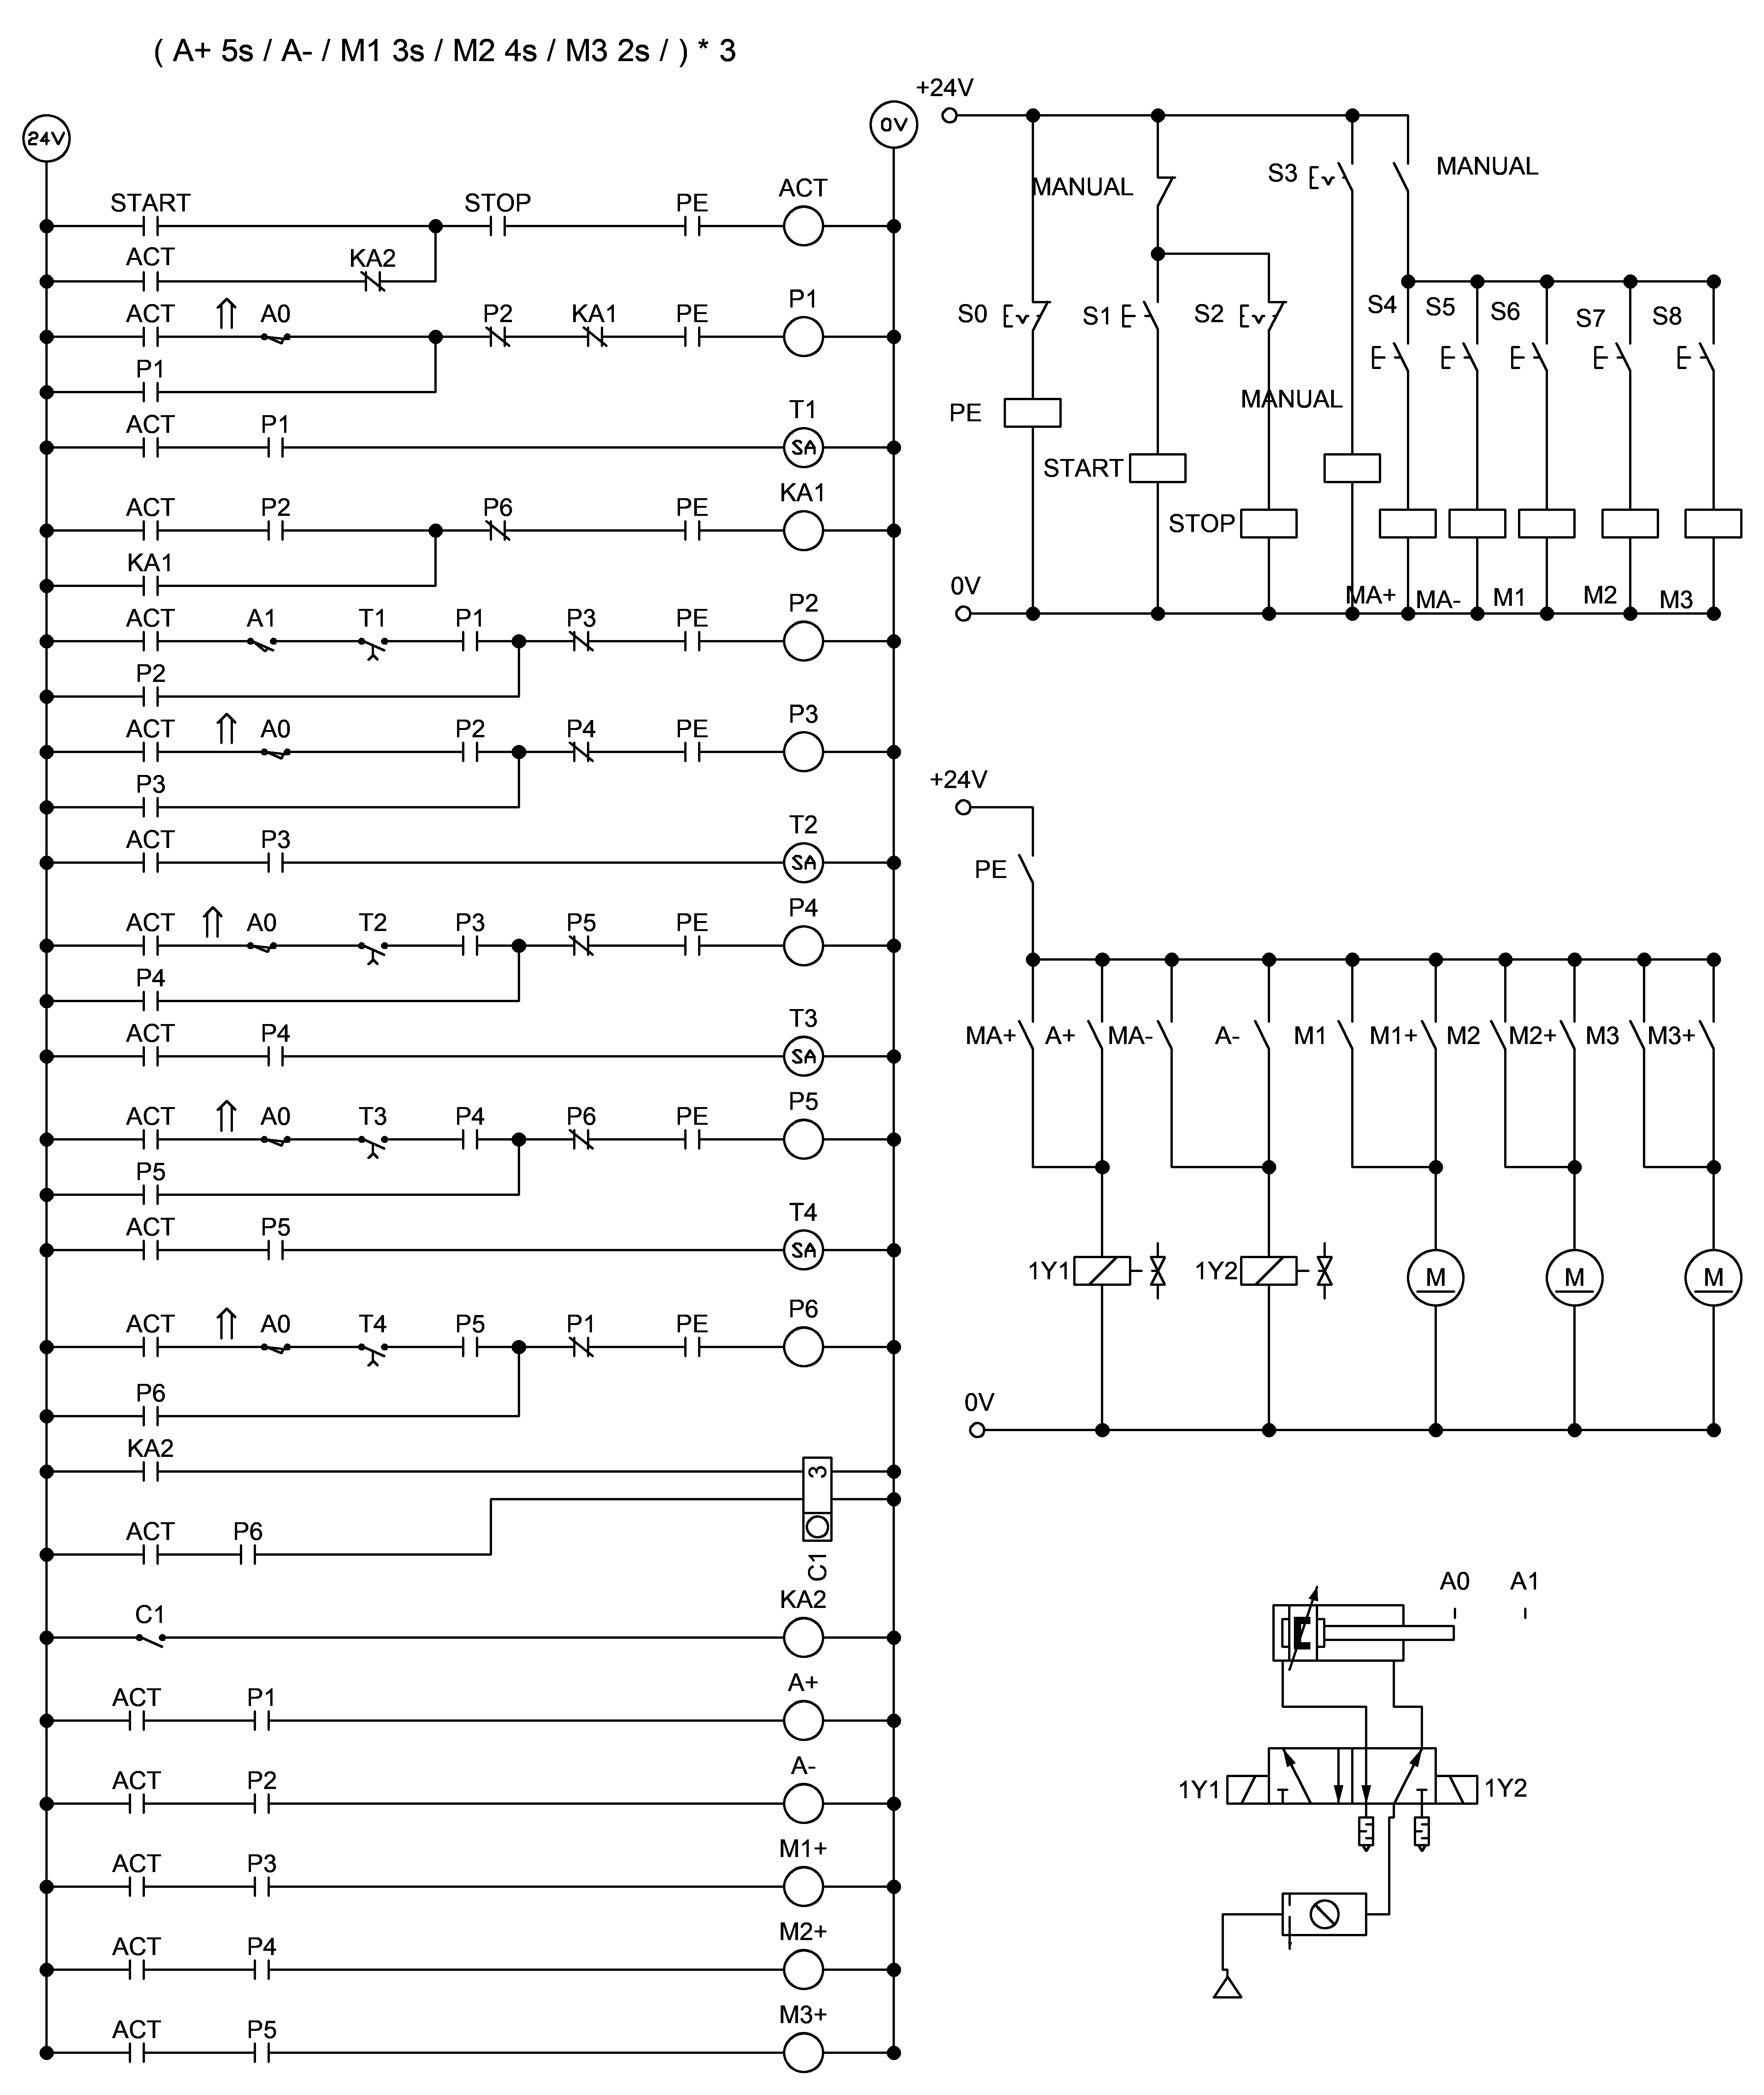 ( A+ 5s / A- / M1 3s / M2 4s / M3 2s / ) * 3
24V
0V
START STOP PE ACT
ACT KA2
ACT A0 P2 KA1 PE P1
P1
ACT P1 T1
SA
ACT P2 P6 PE KA1
KA1
ACT A1 T1 P1 P3 PE P2
P2
ACT A0 P2 P4 PE P3
P3
ACT P3 T2
SA
ACT A0 T2 P3 P5 PE P4
P4
ACT P4 T3
SA
ACT A0 T3 P4 P6 PE P5
P5
ACT P5 T4
SA
ACT A0 T4 P5 P1 PE P6
P6
KA2
3
ACT P6
C1
C1 KA2
ACT P1 A+
ACT P2 A-
ACT P3 M1+
ACT P4 M2+
ACT P5 M3+
+24V
MANUAL S3 MANUAL
S0 S1 S2 S4 S5 S6 S7 S8
MANUAL
PE
START
STOP
0V
MA+ MA- M1 M2 M3
+24V
PE
MA+ A+ MA- A- M1 M1+ M2 M2+ M3 M3+
1Y1 1Y2 M M M
0V
A0 A1
1Y1 1Y2